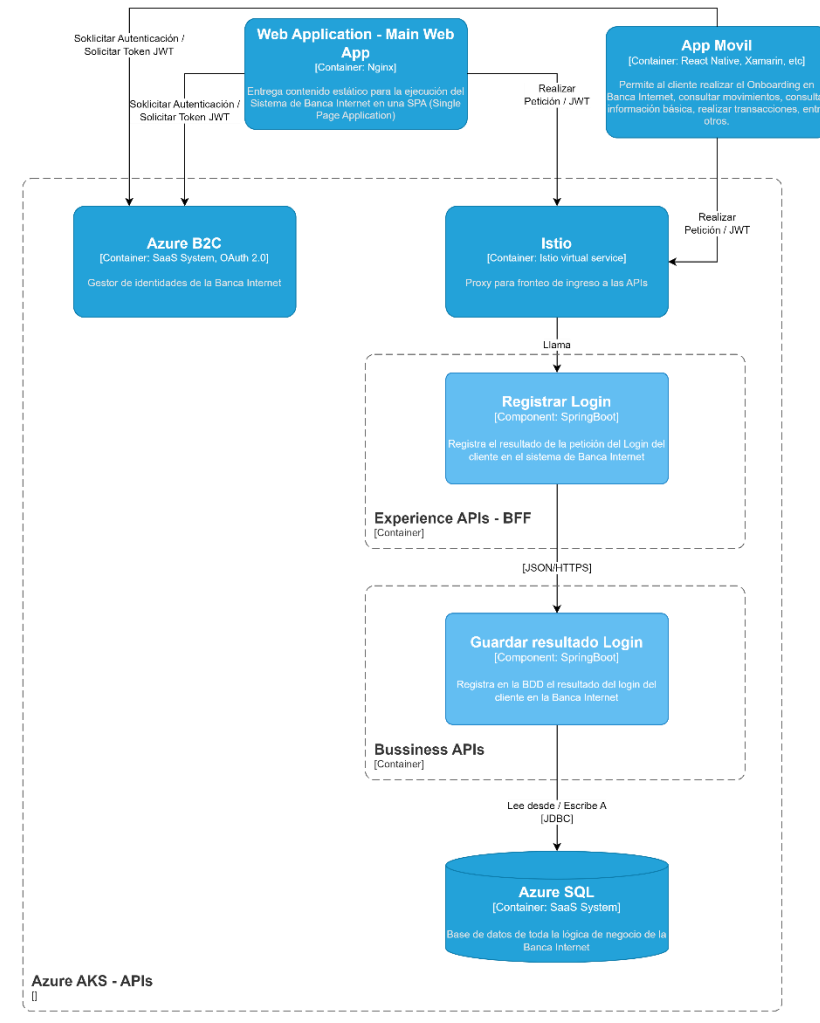 Soklicitar Autenticación /
Solicitar Token JWT
Web Application - Main Web
App
[Container: Nginx]
Entrega contenido estático para la ejecución del
Sistema de Banca Internet en una SPA (Single
Page Application)
App Movil
[Container: React Native, Xamarin, etc]
Permite al cliente realizar el Onboarding en
Banca Internet, consultar movimientos, consulta
información básica, realizar transacciones, entr
otros.
Soklicitar Autenticación /
Solicitar Token JWT
Realizar
Petición / JWT
Realizar
Petición / JWT
Azure B2C
[Container: SaaS System, OAuth 2.0]
Gestor de identidades de la Banca Internet
Istio
[Container: Istio virtual service]
Proxy para fronteo de ingreso a las APIs
Llama
Registrar Login
[Component: SpringBoot]
Registra el resultado de la petición del Login del
cliente en el sistema de Banca Internet
Experience APIs - BFF
[Container]
[JSON/HTTPS]
Guardar resultado Login
[Component: SpringBoot]
Registra en la BDD el resultado del login del
cliente en la Banca Internet
Bussiness APIs
[Container]
Lee desde / Escribe A
[JDBC]
Azure SQL
[Container: SaaS System]
Base de datos de toda la lógica de negocio de la
Banca Internet
Azure AKS - APIs
[]